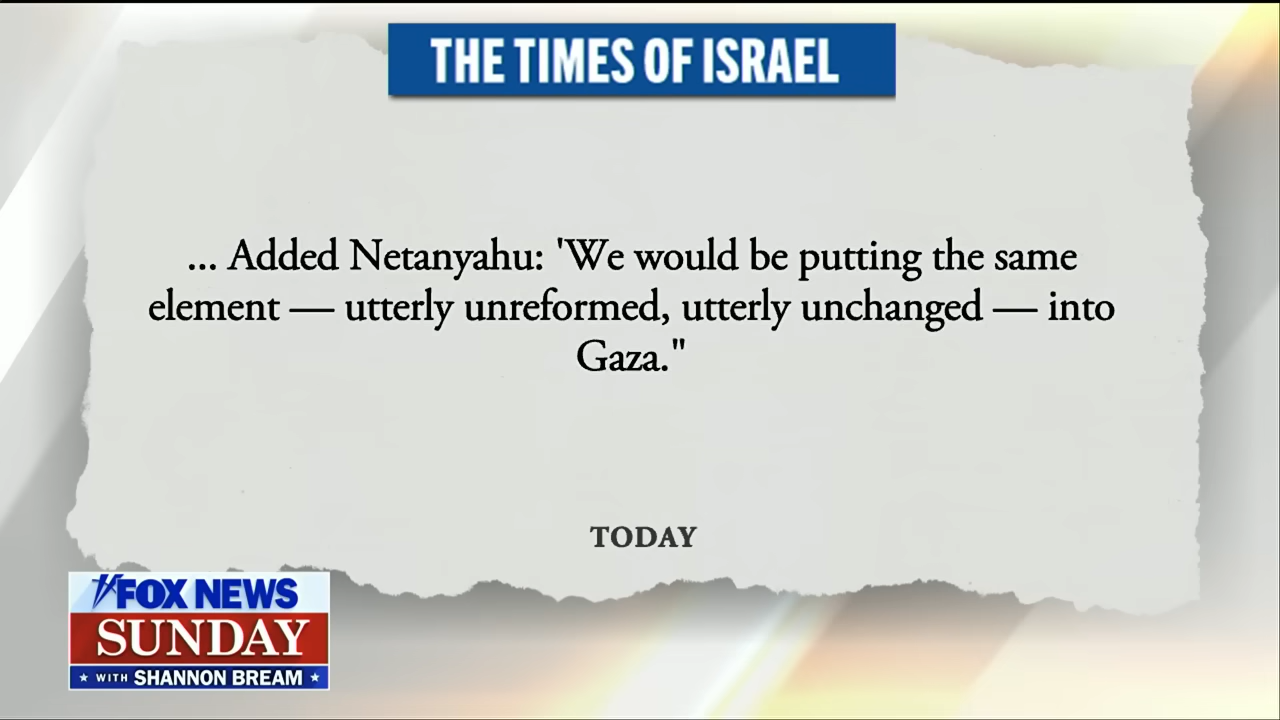 THE TIMES OF ISRAEL
... Added Netanyahu: 'We would be putting the same
element — utterly unreformed, utterly unchanged — into
Gaza."
TODAY
FOX NEWS
SUNDAY
WITH SHANNON BREAM